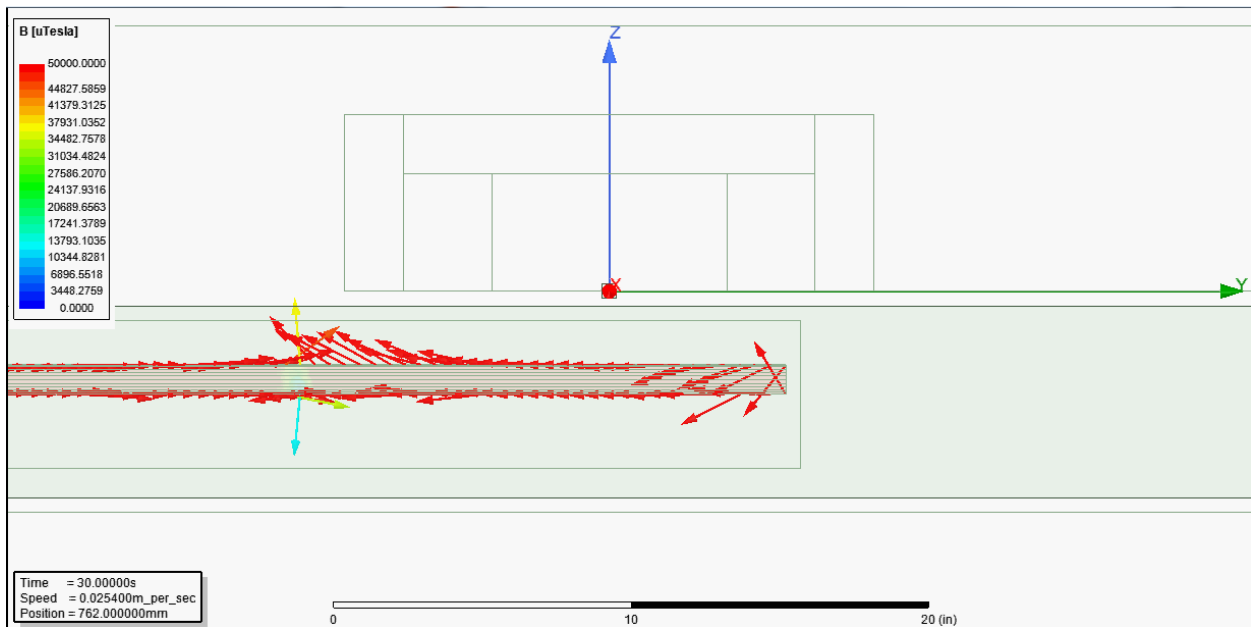 B [uTesla]
50000.0000
44827.5859
41379.3125
37931.0352
34482.7578
31034.4824
27586.2070
24137.9316
20689.6563
17241.3789
13793.1035
10344.8281
6896.5518
3448.2759
0.0000
Z
X
Y
Time = 30.00000s
Speed = 0.025400m_per_sec
Position = 762.000000mm
0 10 20 (in)